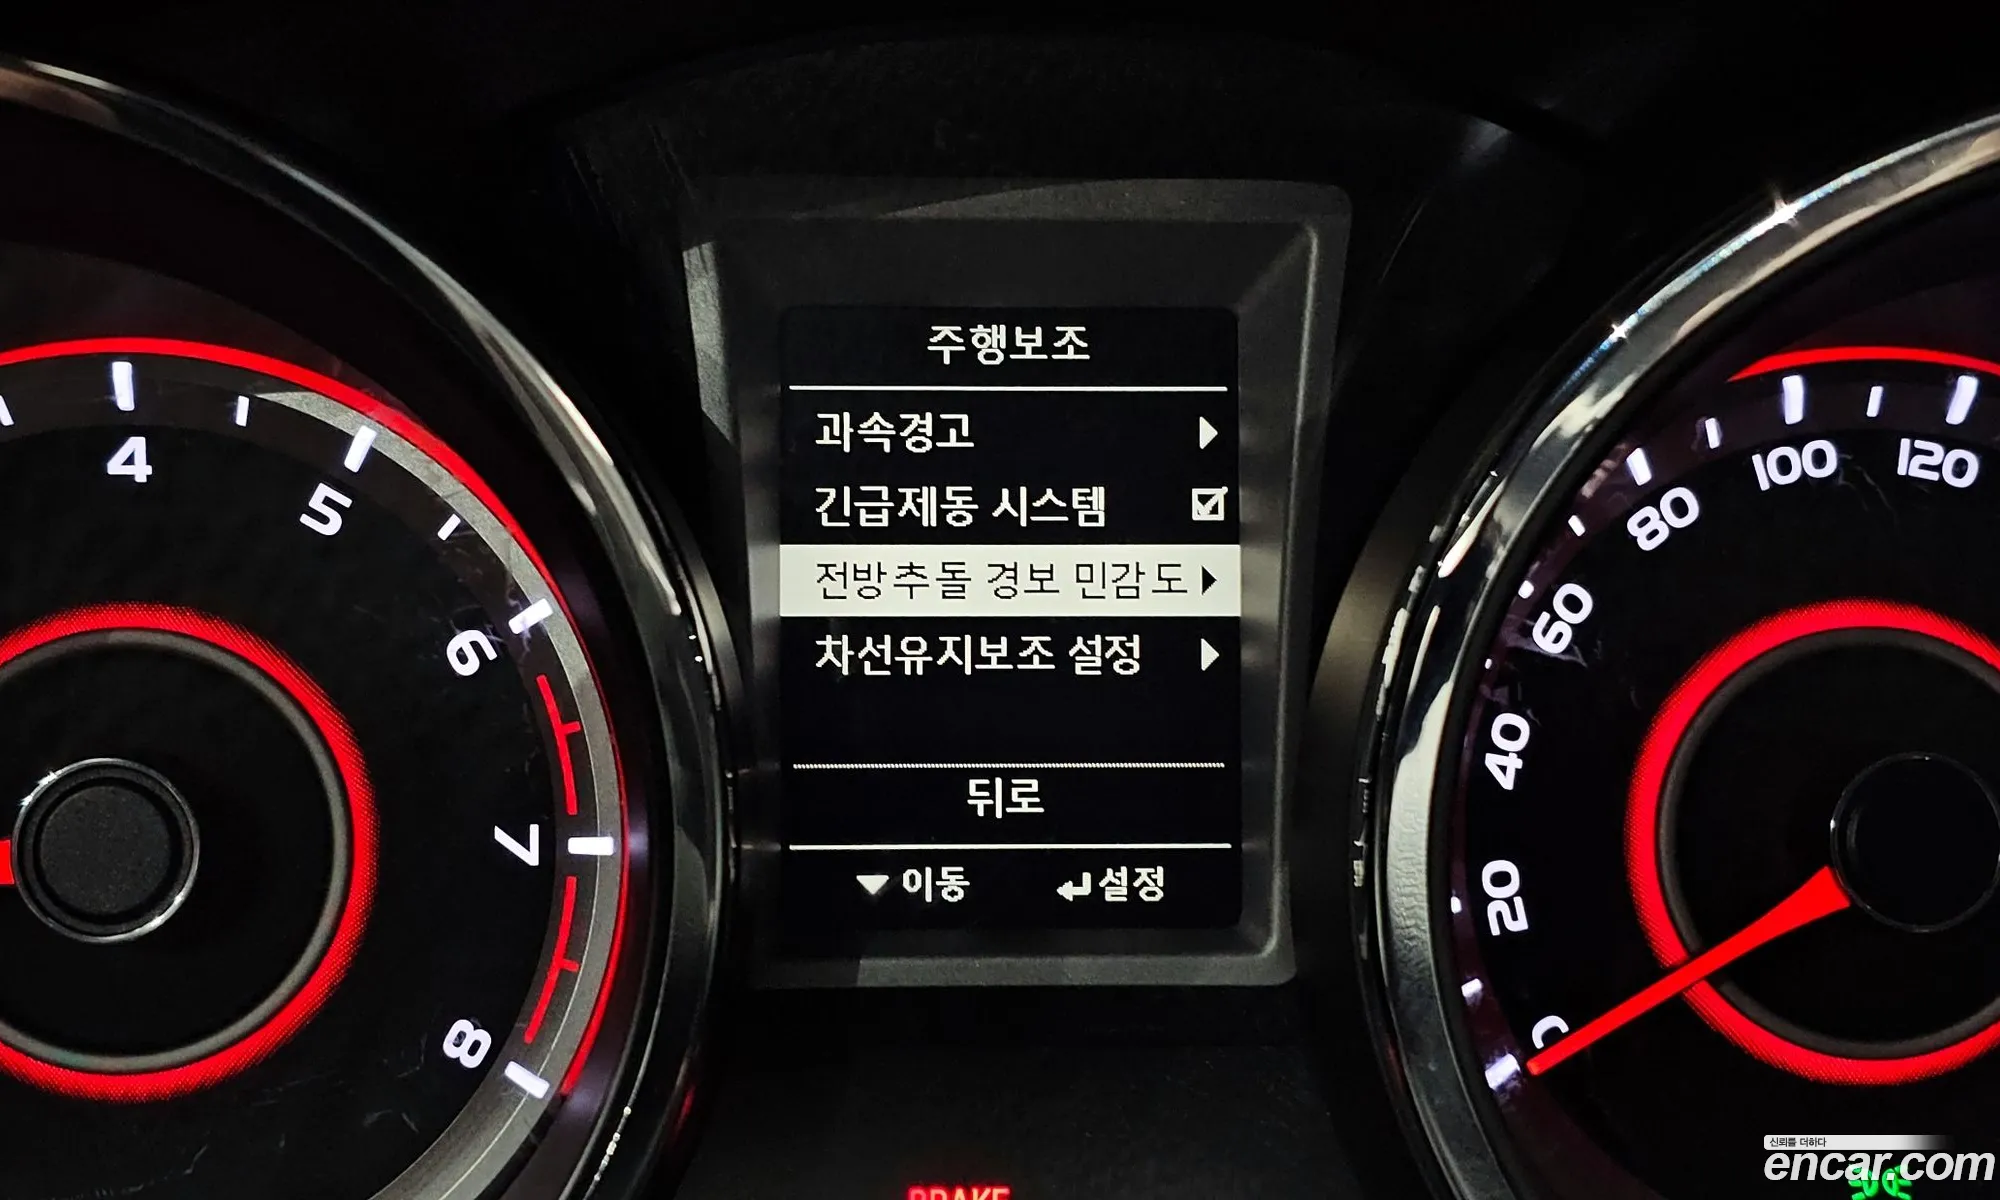 주행보조
과속경고
긴급제동 시스템
전방추돌 경보 민감도
차선유지보조 설정
뒤로
이동 설정
4
5
6
7
8
0
20
40
60
80
100
120
BRAKE
신뢰를 더하다
encar.com